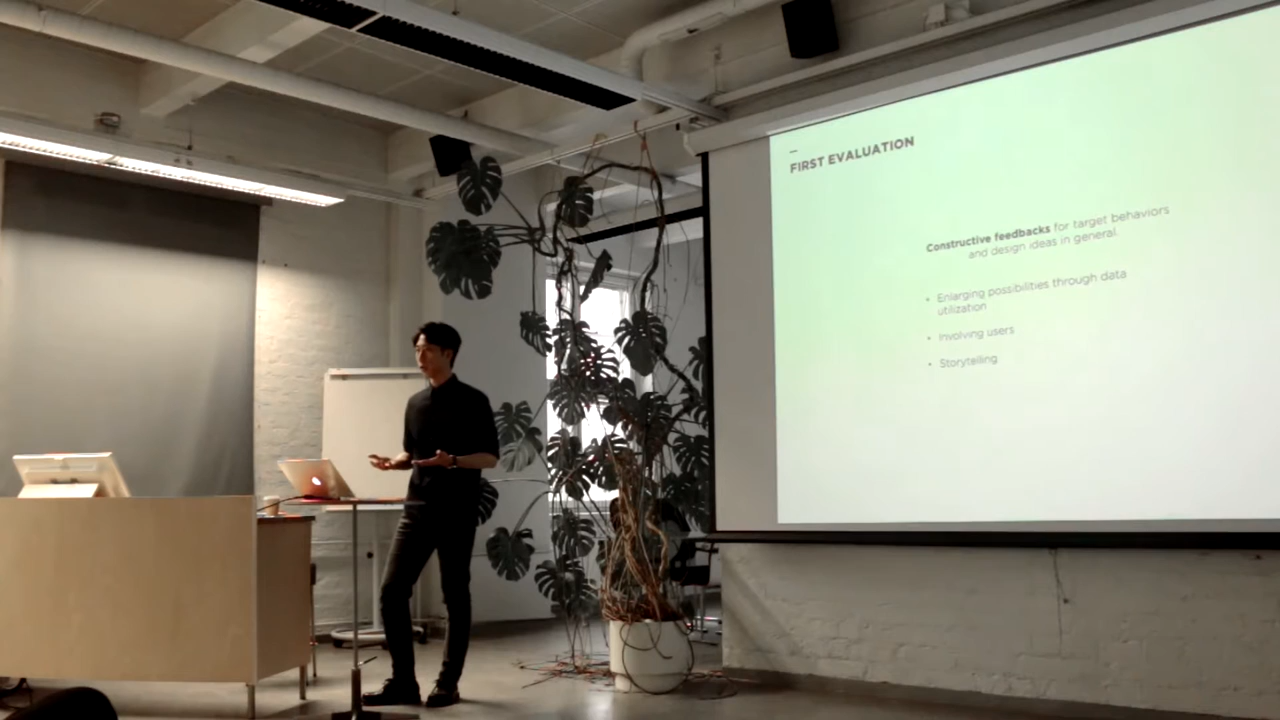 FIRST EVALUATION
Constructive feedbacks for target behaviors
and design ideas in general.
• Enlarging possibilities through data
utilization
• Involving users
• Storytelling